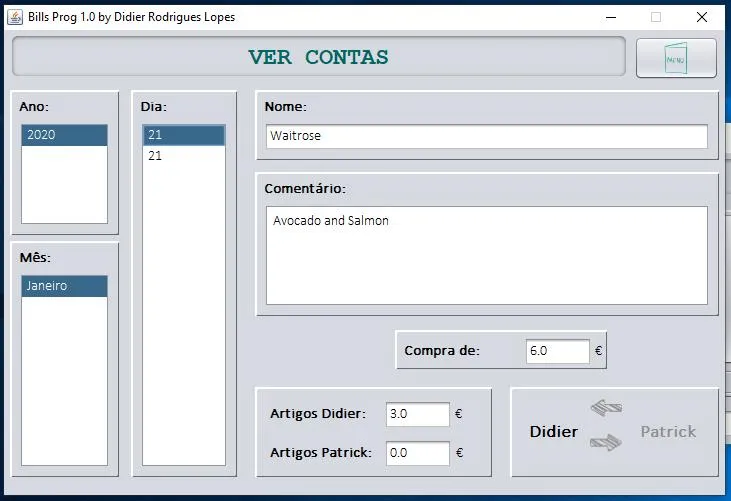 Bills Prog 1.0 by Didier Rodrigues Lopes
VER CONTAS
MENU
Ano:
2020
Mês:
Janeiro
Dia:
21
21
Nome:
Waitrose
Comentário:
Avocado and Salmon
Compra de: 6.0 €
Artigos Didier: 3.0 €
Artigos Patrick: 0.0 €
Didier Patrick